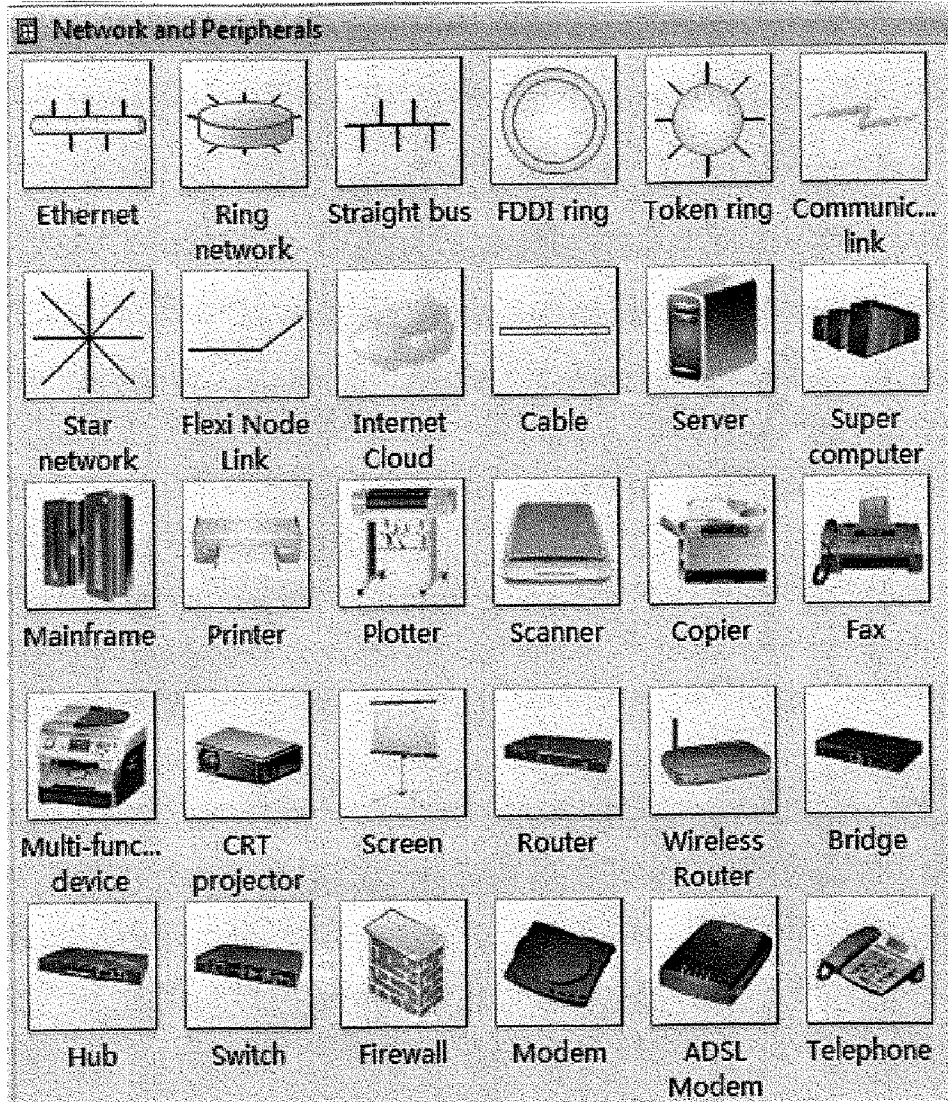 Network and Peripherals
Ethernet
Ring
network
Straight bus
FDDI ring
Token ring
Communic...
link
Star
network
Flexi Node
Link
Internet
Cloud
Cable
Server
Super
computer
Mainframe
Printer
Plotter
Scanner
Copier
Fax
Multi-func...
device
CRT
projector
Screen
Router
Wireless
Router
Bridge
Hub
Switch
Firewall
Modem
ADSL
Modem
Telephone